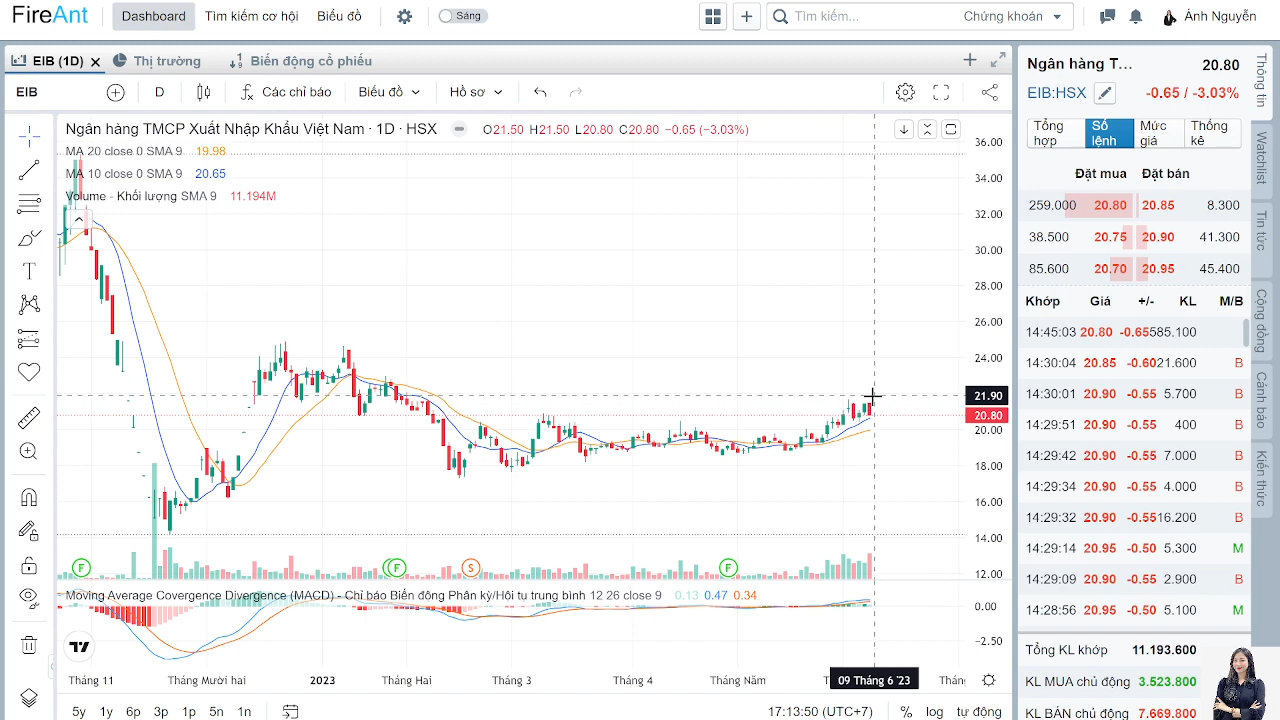 FireAnt Dashboard Tìm kiếm cơ hội Biểu đồ Sáng Tìm kiếm... Chứng khoán Ánh Nguyễn
EIB (1D) Thị trường Biến động cổ phiếu
EIB D Các chỉ báo Biểu đồ Hồ sơ
Ngân hàng TMCP Xuất Nhập Khẩu Việt Nam · 1D · HSX O21.50 H21.50 L20.80 C20.80 −0.65 (−3.03%)
MA 20 close 0 SMA 9 19.98
MA 10 close 0 SMA 9 20.65
Volume - Khối lượng SMA 9 11.194M
36.00
34.00
32.00
30.00
28.00
26.00
24.00
21.90
20.80
20.00
18.00
16.00
14.00
12.00
F F S F
Moving Average Covergence Divergence (MACD) - Chỉ báo Biến động Phân kỳ/Hội tụ trung bình 12 26 close 9 0.13 0.47 0.34
0.00
−2.50
Tháng 11 Tháng Mười hai 2023 Tháng Hai Tháng 3 Tháng 4 Tháng Năm 09 Tháng 6 '23
5y 1y 6p 3p 1p 5n 1n 17:13:50 (UTC+7) % log tự động
Ngân hàng T... 20.80
EIB:HSX -0.65 / -3.03%
Tổng hợp Số lệnh Mức giá Thống kê
Đặt mua Đặt bán
259.000 20.80 20.85 8.300
38.500 20.75 20.90 41.300
85.600 20.70 20.95 45.400
Khớp Giá +/- KL M/B
14:45:03 20.80 -0.65 585.100
14:30:04 20.85 -0.60 21.600 B
14:30:01 20.90 -0.55 5.700 B
14:29:51 20.90 -0.55 400 B
14:29:42 20.90 -0.55 7.000 B
14:29:34 20.90 -0.55 4.000 B
14:29:32 20.90 -0.55 16.200 B
14:29:14 20.95 -0.50 5.300 M
14:29:09 20.90 -0.55 2.900 B
14:28:56 20.95 -0.50 5.100 M
Tổng KL khớp 11.193.600
KL MUA chủ động 3.523.800
KL BÁN chủ động 7.669.800
Thông tin
Watchlist
Tin tức
Cộng đồng
Cảnh báo
Kiến thức